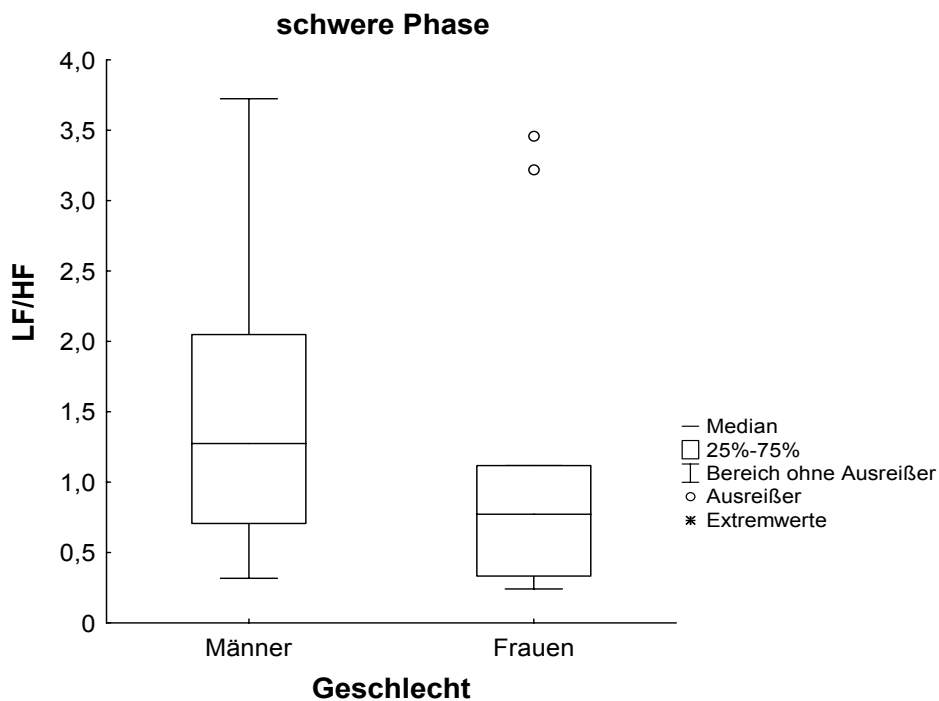 schwere Phase
4,0
3,5
3,0
2,5
2,0
1,5
1,0
0,5
0
LF/HF
Männer
Frauen
Geschlecht
Median
25%-75%
Bereich ohne Ausreißer
Ausreißer
Extremwerte